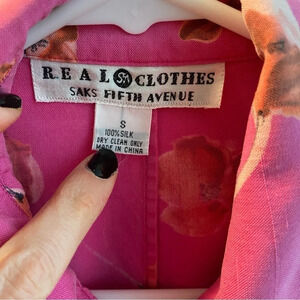 REAL SFA CLOTHES
SAKS FIFTH AVENUE
S
100% SILK
DRY CLEAN ONLY
MADE IN CHINA